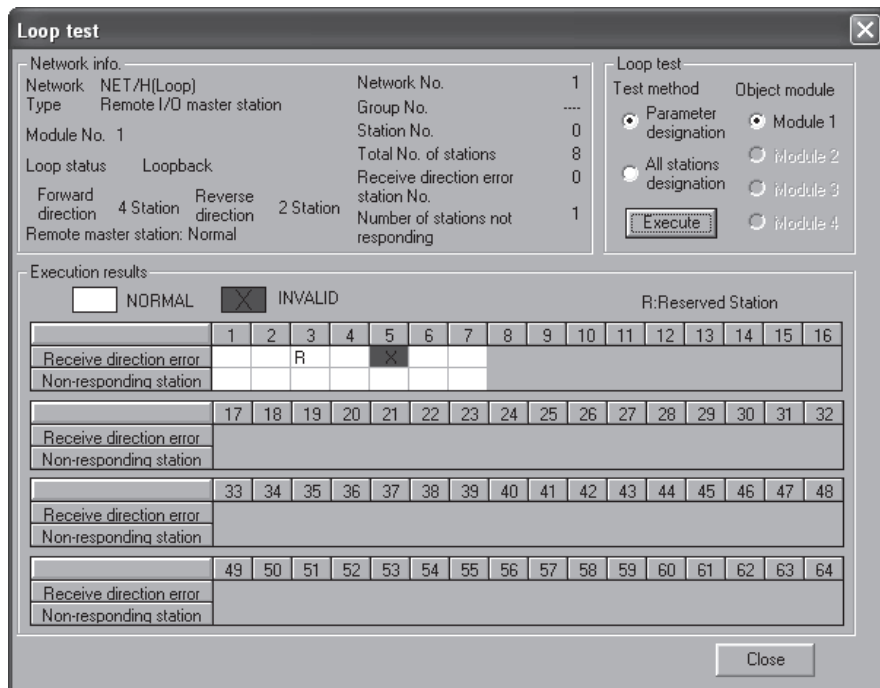 Loop test
Network info.
Network NET/H(Loop)
Type Remote I/O master station
Module No. 1
Loop status Loopback
Forward direction 4 Station Reverse direction 2 Station
Remote master station: Normal
Network No. 1
Group No. ----
Station No. 0
Total No. of stations 8
Receive direction error station No. 0
Number of stations not responding 1
Loop test
Test method
Parameter designation
All stations designation
Execute
Object module
Module 1
Module 2
Module 3
Module 4
Execution results
NORMAL X INVALID R:Reserved Station
1 2 3 4 5 6 7 8 9 10 11 12 13 14 15 16
Receive direction error R X
Non-responding station
17 18 19 20 21 22 23 24 25 26 27 28 29 30 31 32
Receive direction error
Non-responding station
33 34 35 36 37 38 39 40 41 42 43 44 45 46 47 48
Receive direction error
Non-responding station
49 50 51 52 53 54 55 56 57 58 59 60 61 62 63 64
Receive direction error
Non-responding station
Close